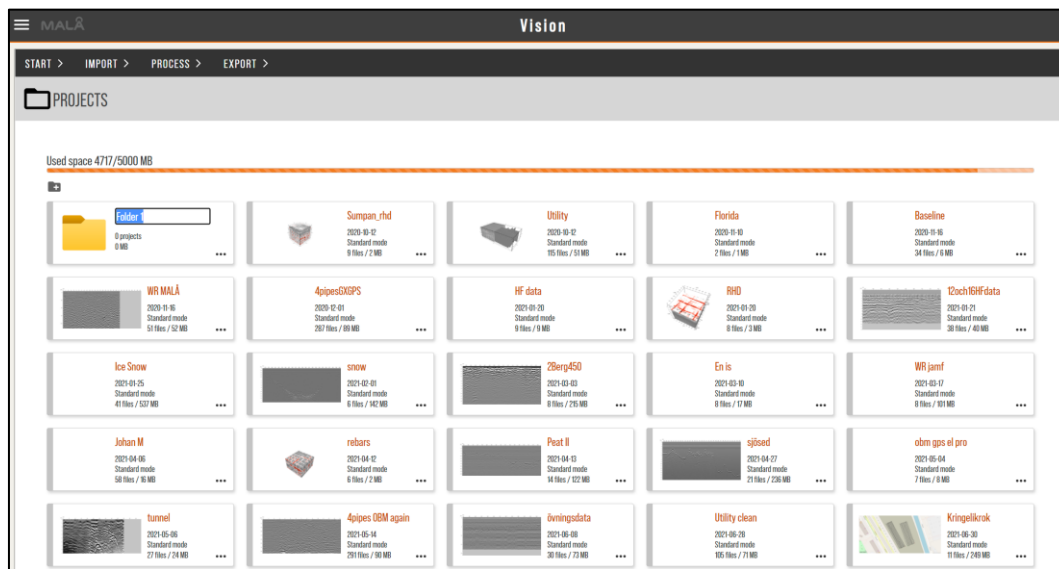 MALÅ
Vision
START >
IMPORT >
PROCESS >
EXPORT >
PROJECTS
Used space 4717/5000 MB
Folder 1
0 projects
0 MB
Sumpan_rhd
2020-10-12
Standard mode
9 files / 2 MB
Utility
2020-10-12
Standard mode
115 files / 51 MB
Florida
2020-11-10
Standard mode
2 files / 1 MB
Baseline
2020-11-16
Standard mode
34 files / 6 MB
WR MALÅ
2020-11-16
Standard mode
51 files / 52 MB
4pipesGXGPS
2020-12-01
Standard mode
287 files / 89 MB
HF data
2021-01-20
Standard mode
9 files / 9 MB
RHD
2021-01-20
Standard mode
8 files / 3 MB
12och16HFdata
2021-01-21
Standard mode
38 files / 40 MB
Ice Snow
2021-01-25
Standard mode
41 files / 537 MB
snow
2021-02-01
Standard mode
6 files / 142 MB
2Berg450
2021-03-03
Standard mode
8 files / 215 MB
En is
2021-03-10
Standard mode
8 files / 17 MB
WR jamf
2021-03-17
Standard mode
8 files / 101 MB
Johan M
2021-04-06
Standard mode
58 files / 16 MB
rebars
2021-04-12
Standard mode
6 files / 2 MB
Peat II
2021-04-13
Standard mode
14 files / 122 MB
sjösed
2021-04-27
Standard mode
21 files / 236 MB
obm gps el pro
2021-05-04
Standard mode
7 files / 8 MB
tunnel
2021-05-06
Standard mode
27 files / 24 MB
4pipes OBM again
2021-05-14
Standard mode
291 files / 90 MB
övningsdata
2021-06-08
Standard mode
30 files / 73 MB
Utility clean
2021-06-28
Standard mode
105 files / 71 MB
Kringelikrok
2021-06-30
Standard mode
11 files / 249 MB